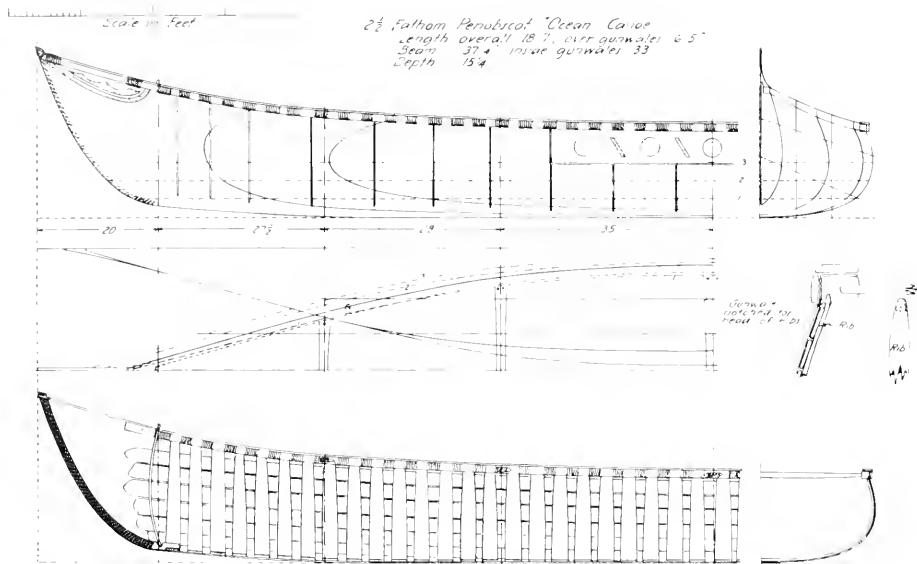 Scale in Feet
2½ Fathom Penobscot "Ocean Canoe"
Length overall 18' 7", over gunwales 6' 5"
Beam 37¼" inside gunwales 33
Depth 15¼
3
2
1
20
27½
29
35
Gunwale
notched for
head of ribs
Rib
Rib